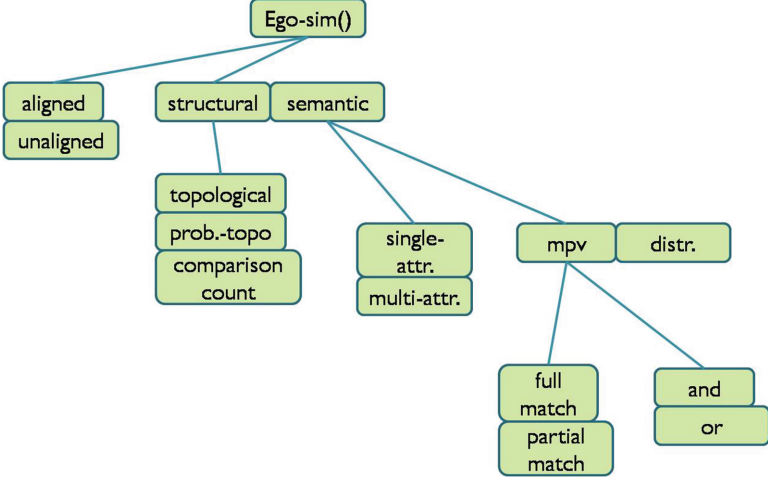 Ego-sim()
aligned
unaligned
structural
semantic
topological
prob.-topo
comparison
count
single-
attr.
multi-attr.
mpv
distr.
full
match
partial
match
and
or